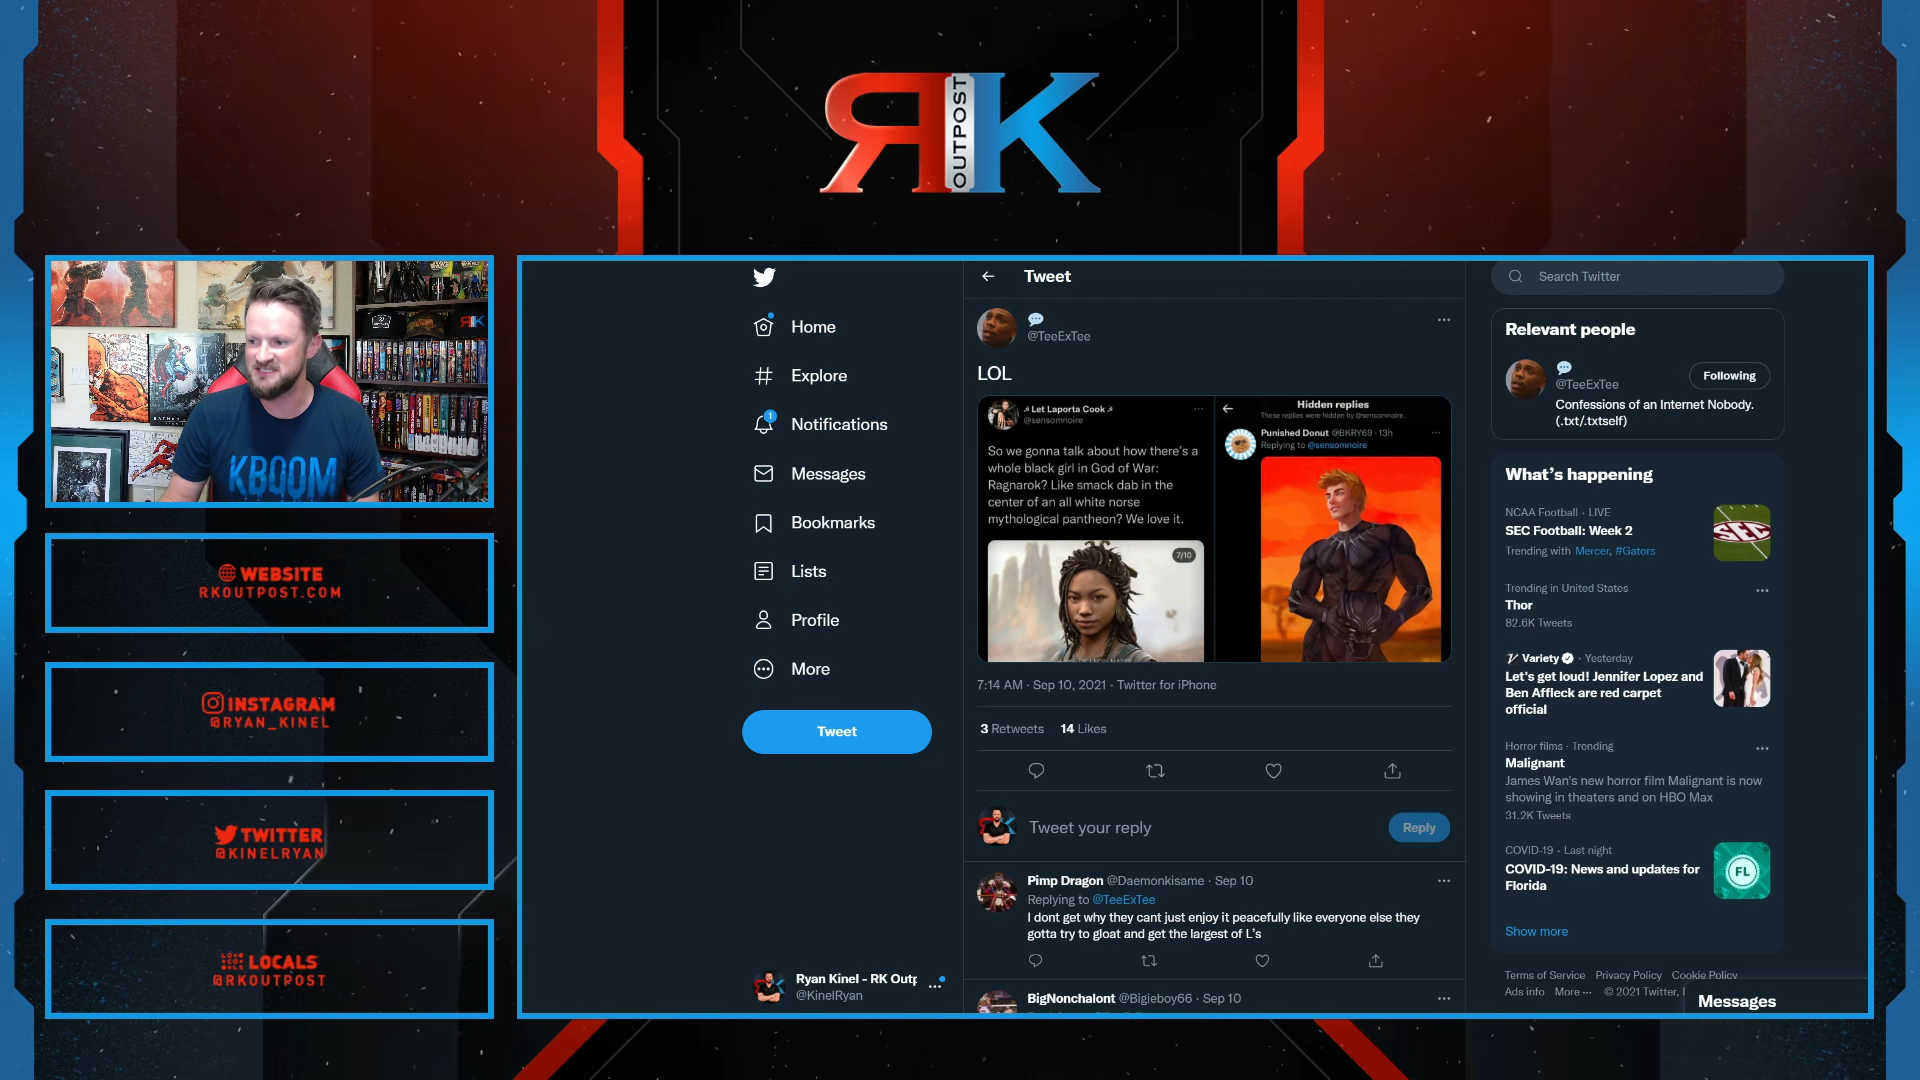 RK
OUTPOST
KBOOM
WEBSITE
RKOUTPOST.COM
INSTAGRAM
@RYAN_KINEL
TWITTER
@KINELRYAN
LOCALS
@RKOUTPOST
Home
Explore
1
Notifications
Messages
Bookmarks
Lists
Profile
More
Tweet
Ryan Kinel - RK Outp
@KinelRyan
Tweet
@TeeExTee
LOL
Let Laporta Cook
@sensomnoire
So we gonna talk about how there's a
whole black girl in God of War:
Ragnarok? Like smack dab in the
center of an all white norse
mythological pantheon? We love it.
7/10
Hidden replies
These replies were hidden by @sensomnoire.
Punished Donut @BKRY69 · 13h
Replying to @sensomnoire
7:14 AM · Sep 10, 2021 · Twitter for iPhone
3 Retweets 14 Likes
Tweet your reply
Reply
Pimp Dragon @Daemonkisame · Sep 10
Replying to @TeeExTee
I dont get why they cant just enjoy it peacefully like everyone else they
gotta try to gloat and get the largest of L's
BigNonchalont @Bigieboy66 · Sep 10
Search Twitter
Relevant people
@TeeExTee
Following
Confessions of an Internet Nobody.
(.txt/.txtself)
What's happening
NCAA Football · LIVE
SEC Football: Week 2
Trending with Mercer, #Gators
SEC
Trending in United States
Thor
82.6K Tweets
Variety · Yesterday
Let's get loud! Jennifer Lopez and
Ben Affleck are red carpet
official
Horror films · Trending
Malignant
James Wan's new horror film Malignant is now
showing in theaters and on HBO Max
31.2K Tweets
COVID-19 · Last night
COVID-19: News and updates for
Florida
FL
Show more
Terms of Service Privacy Policy Cookie Policy
Ads info More ··· © 2021 Twitter, I
Messages